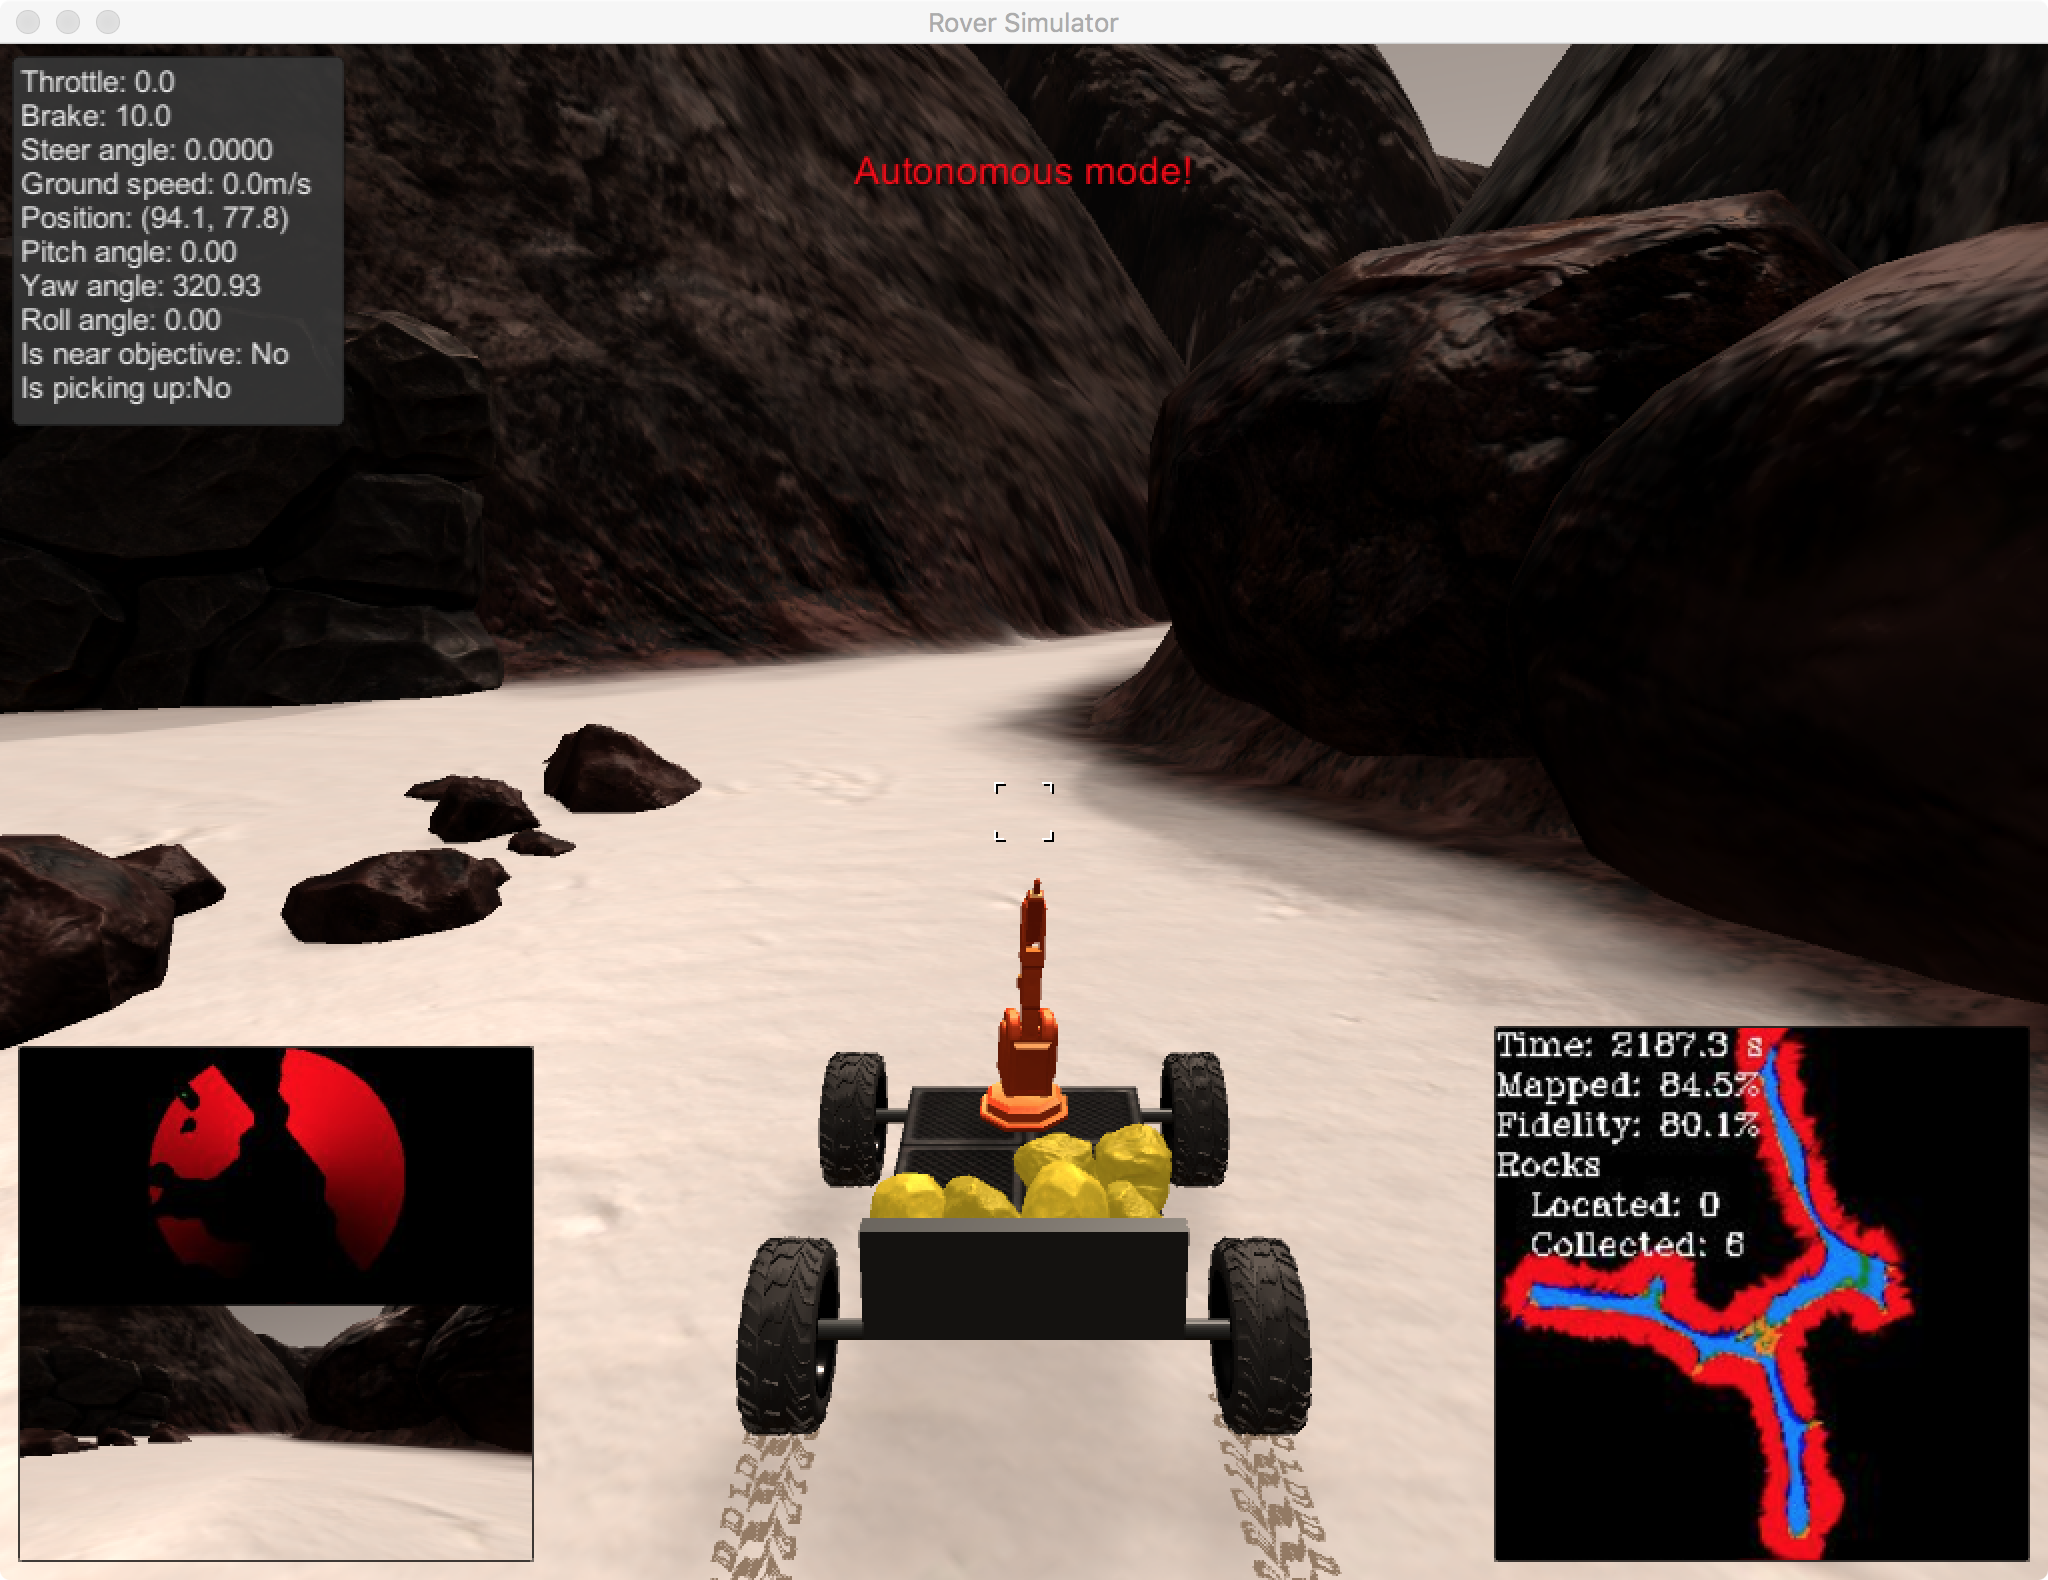 Rover Simulator
Throttle: 0.0
Brake: 10.0
Steer angle: 0.0000
Ground speed: 0.0m/s
Position: (94.1, 77.8)
Pitch angle: 0.00
Yaw angle: 320.93
Roll angle: 0.00
Is near objective: No
Is picking up:No
Autonomous mode!
Time: 2187.3 s
Mapped: 84.5%
Fidelity: 80.1%
Rocks
Located: 0
Collected: 6